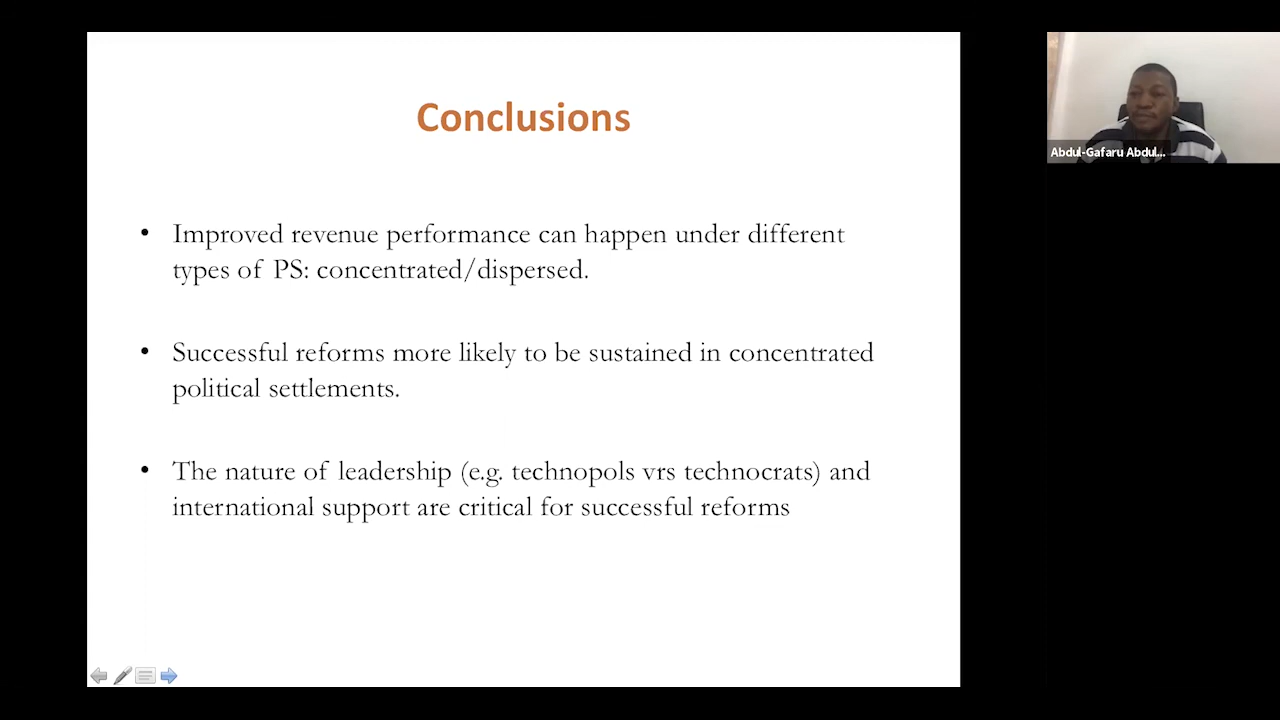 Conclusions
• Improved revenue performance can happen under different
types of PS: concentrated/dispersed.
• Successful reforms more likely to be sustained in concentrated
political settlements.
• The nature of leadership (e.g. technopols vrs technocrats) and
international support are critical for successful reforms
Abdul-Gafaru Abdul...